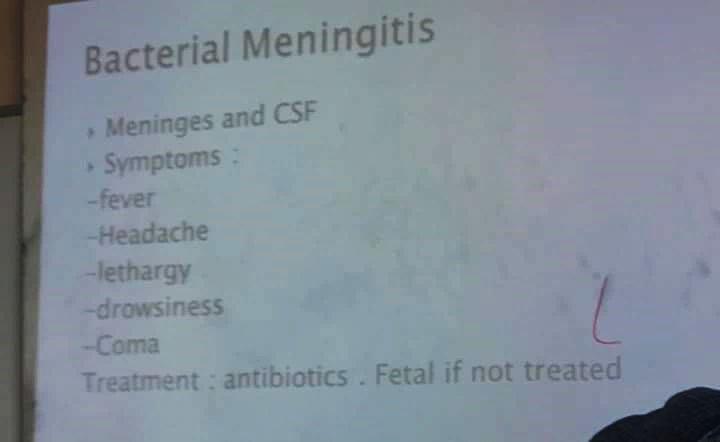 Bacterial Meningitis
Meninges and CSF
Symptoms :
-fever
-Headache
-lethargy
-drowsiness
-Coma
Treatment : antibiotics . Fetal if not treated